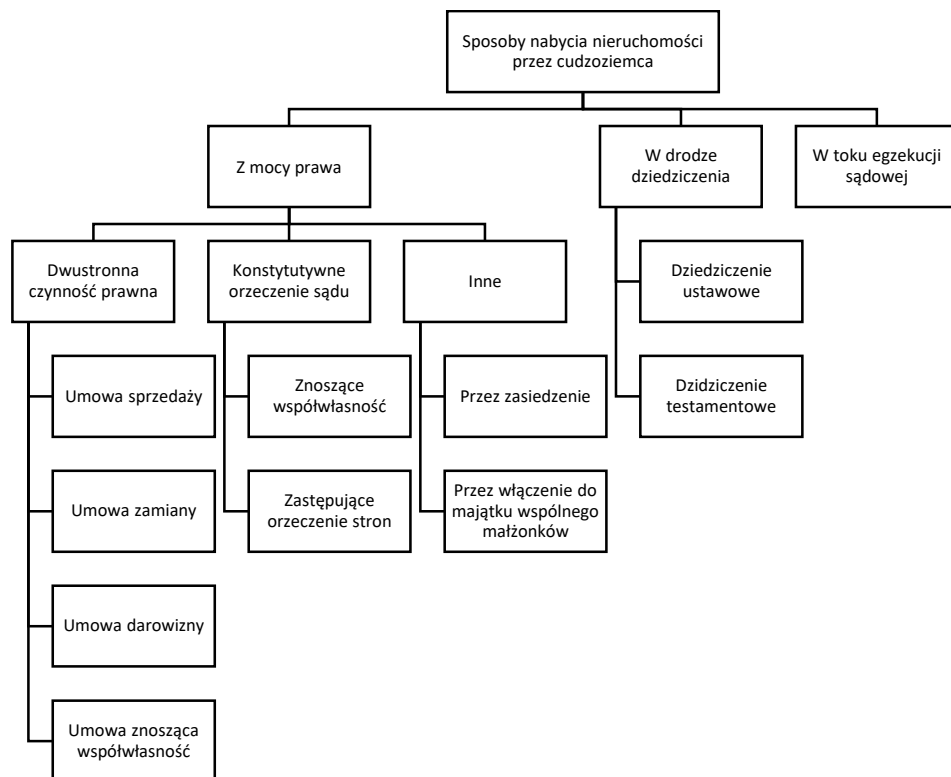 Sposoby nabycia nieruchomości
przez cudzoziemca
Z mocy prawa
W drodze
dziedziczenia
W toku egzekucji
sądowej
Dwustronna
czynność prawna
Konstytutywne
orzeczenie sądu
Inne
Dziedziczenie
ustawowe
Umowa sprzedaży
Znoszące
współwłasność
Przez zasiedzenie
Dzidziczenie
testamentowe
Umowa zamiany
Zastępujące
orzeczenie stron
Przez włączenie do
majątku wspólnego
małżonków
Umowa darowizny
Umowa znosząca
współwłasność